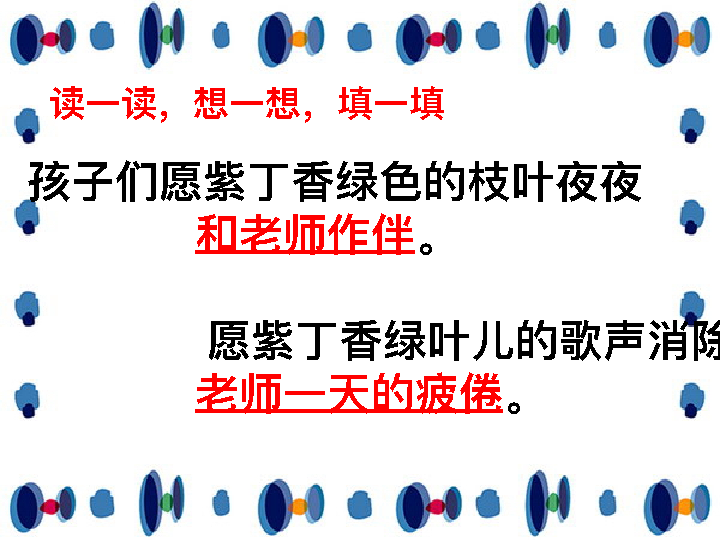 读一读，想一想，填一填
孩子们愿紫丁香绿色的枝叶夜夜
和老师作伴。
愿紫丁香绿叶儿的歌声消除
老师一天的疲倦。